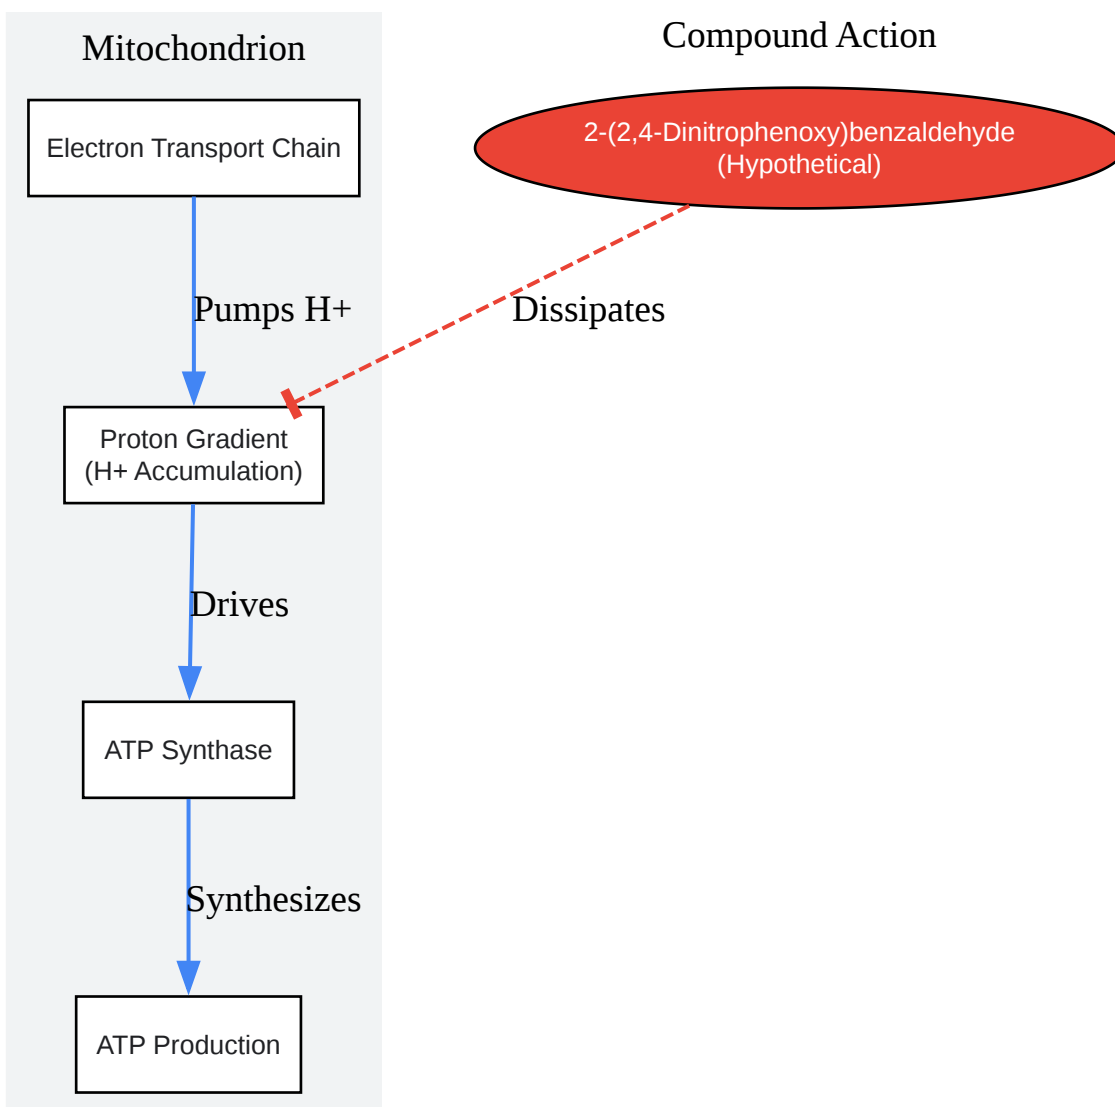 Mitochondrion
Compound Action
Electron Transport Chain
2-(2,4-Dinitrophenoxy)benzaldehyde
(Hypothetical)
Pumps H+
Dissipates
Proton Gradient
(H+ Accumulation)
Drives
ATP Synthase
Synthesizes
ATP Production